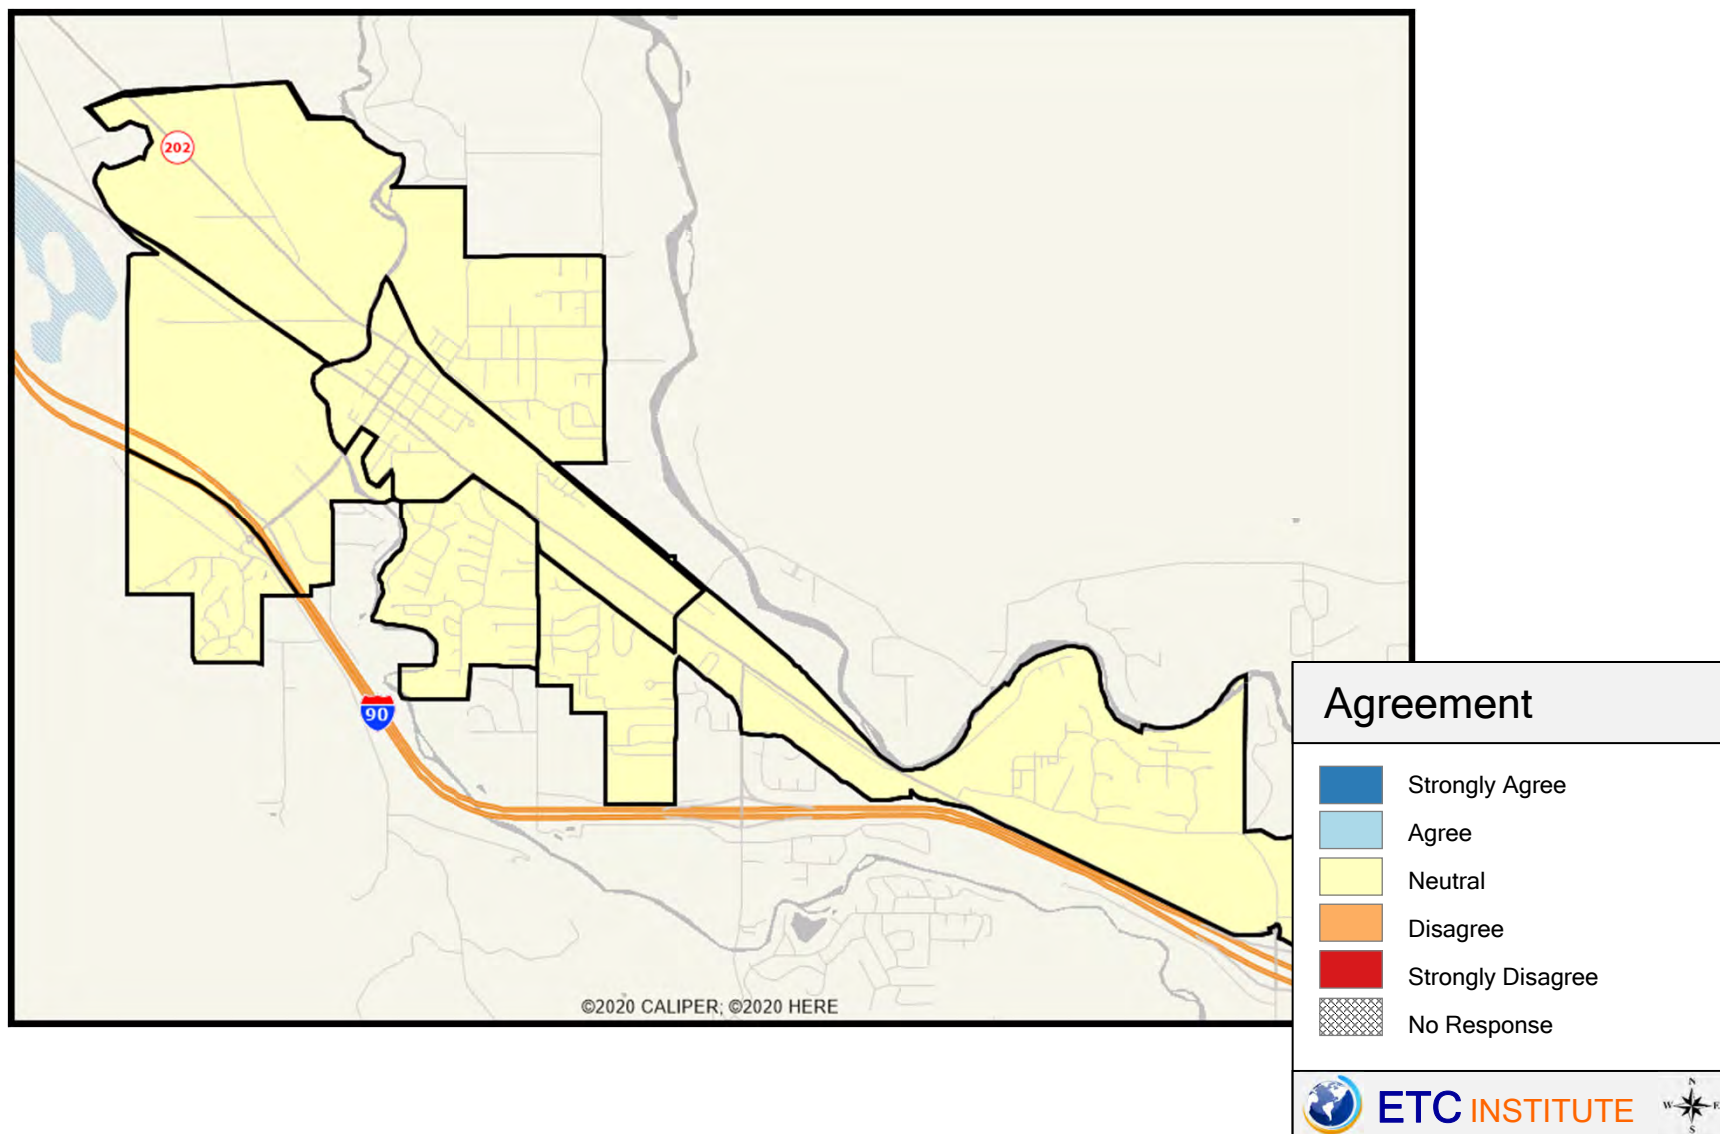 202
90
©2020 CALIPER; ©2020 HERE
Agreement
Strongly Agree
Agree
Neutral
Disagree
Strongly Disagree
No Response
ETC INSTITUTE
N
W E
S